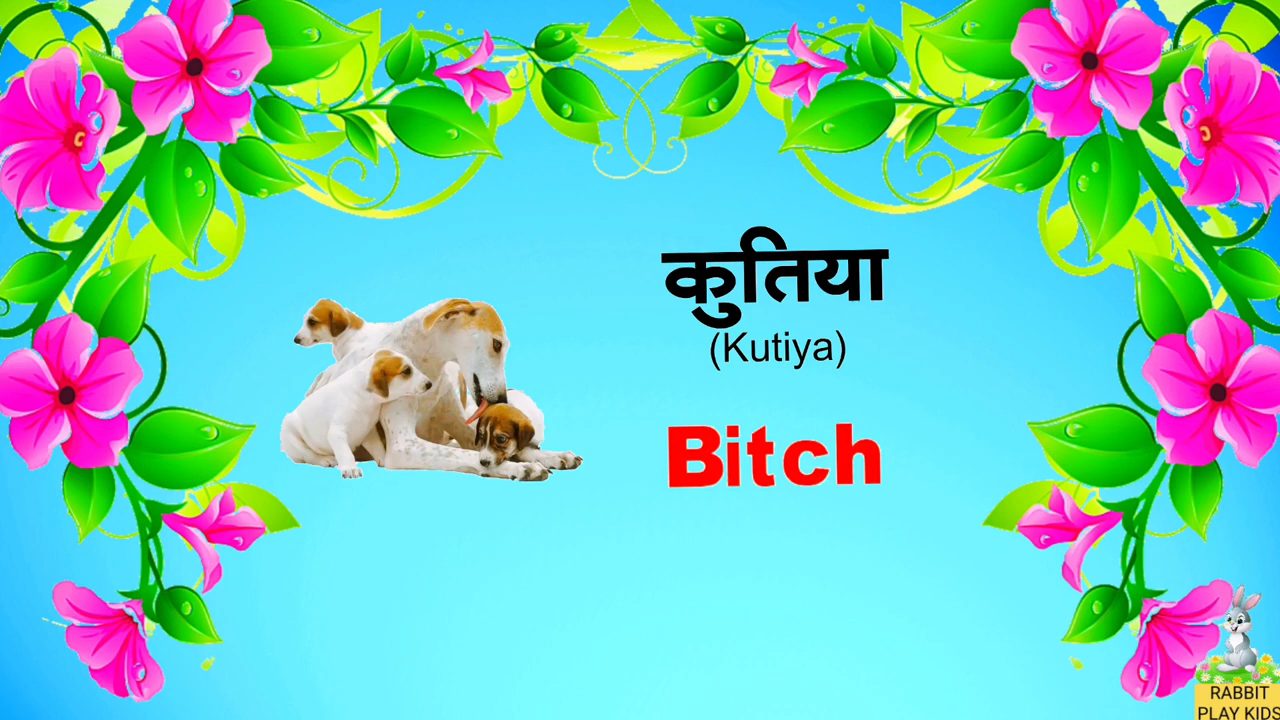 कुतिया
(Kutiya)
Bitch
RABBIT
PLAY KIDS